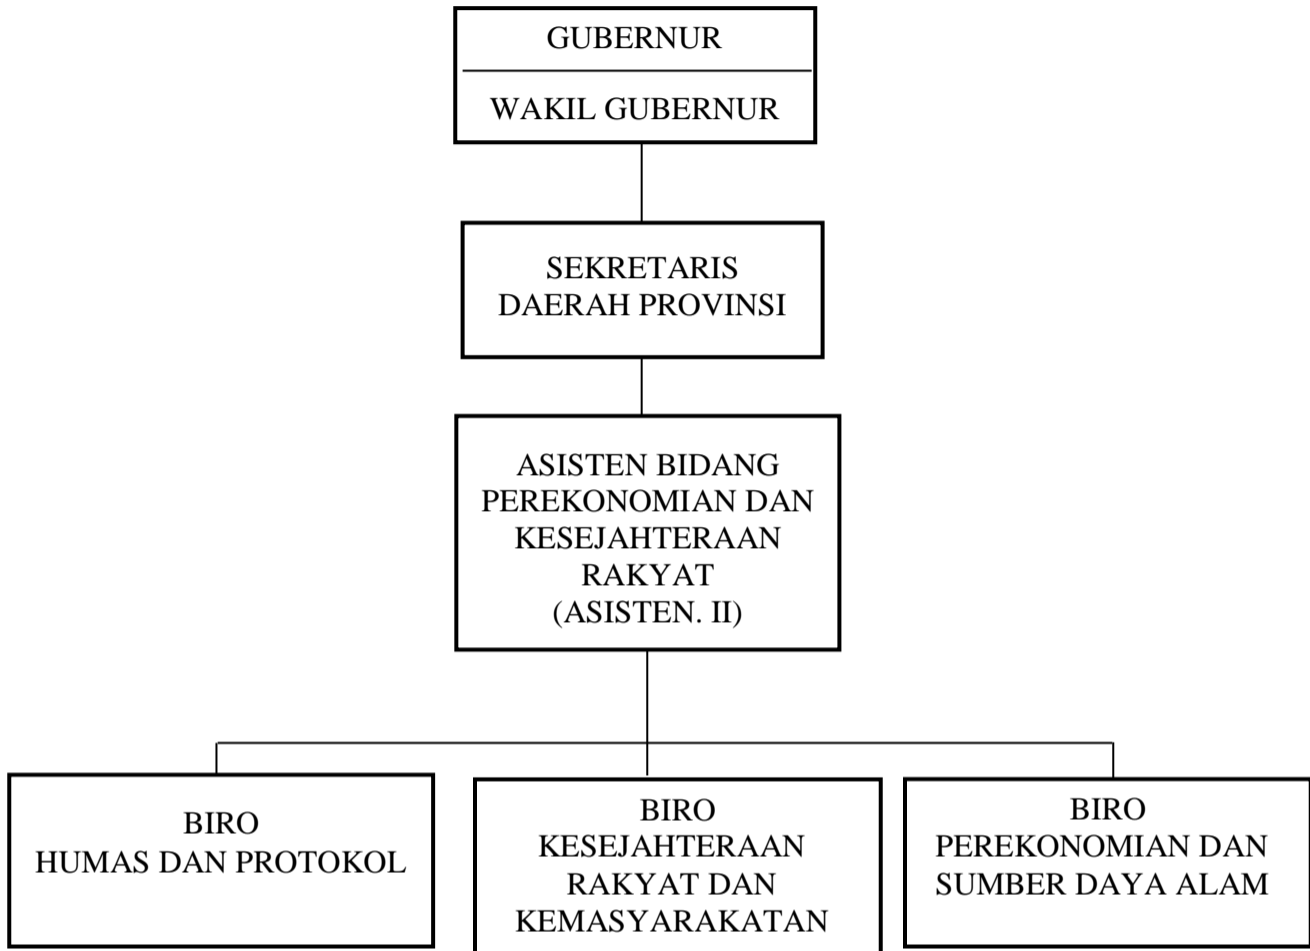 GUBERNUR
WAKIL GUBERNUR
SEKRETARIS
DAERAH PROVINSI
ASISTEN BIDANG
PEREKONOMIAN DAN
KESEJAHTERAAN
RAKYAT
(ASISTEN. II)
BIRO
HUMAS DAN PROTOKOL
BIRO
KESEJAHTERAAN
RAKYAT DAN
KEMASYARAKATAN
BIRO
PEREKONOMIAN DAN
SUMBER DAYA ALAM